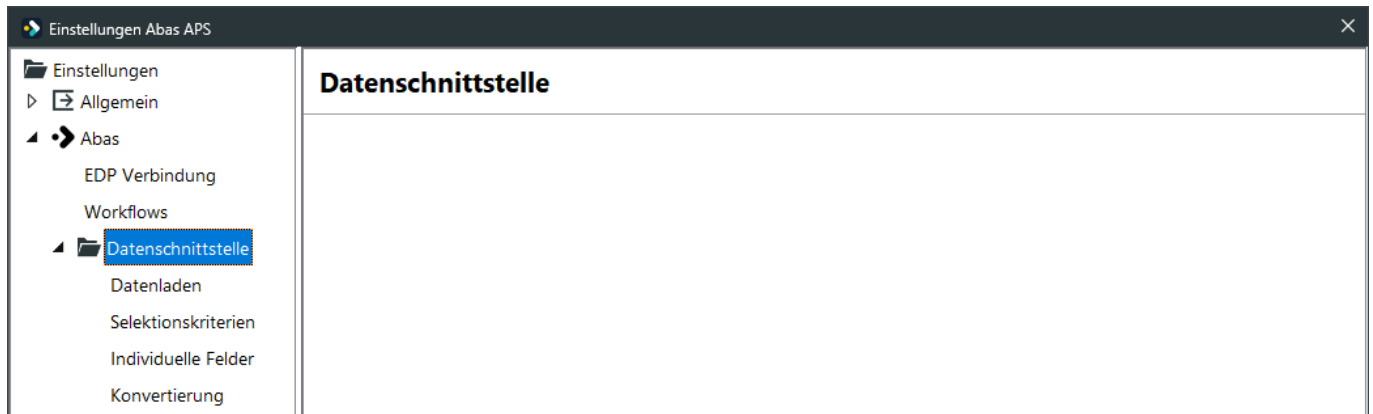 Einstellungen Abas APS
Einstellungen
Allgemein
Abas
EDP Verbindung
Workflows
Datenschnittstelle
Datenladen
Selektionskriterien
Individuelle Felder
Konvertierung
Datenschnittstelle